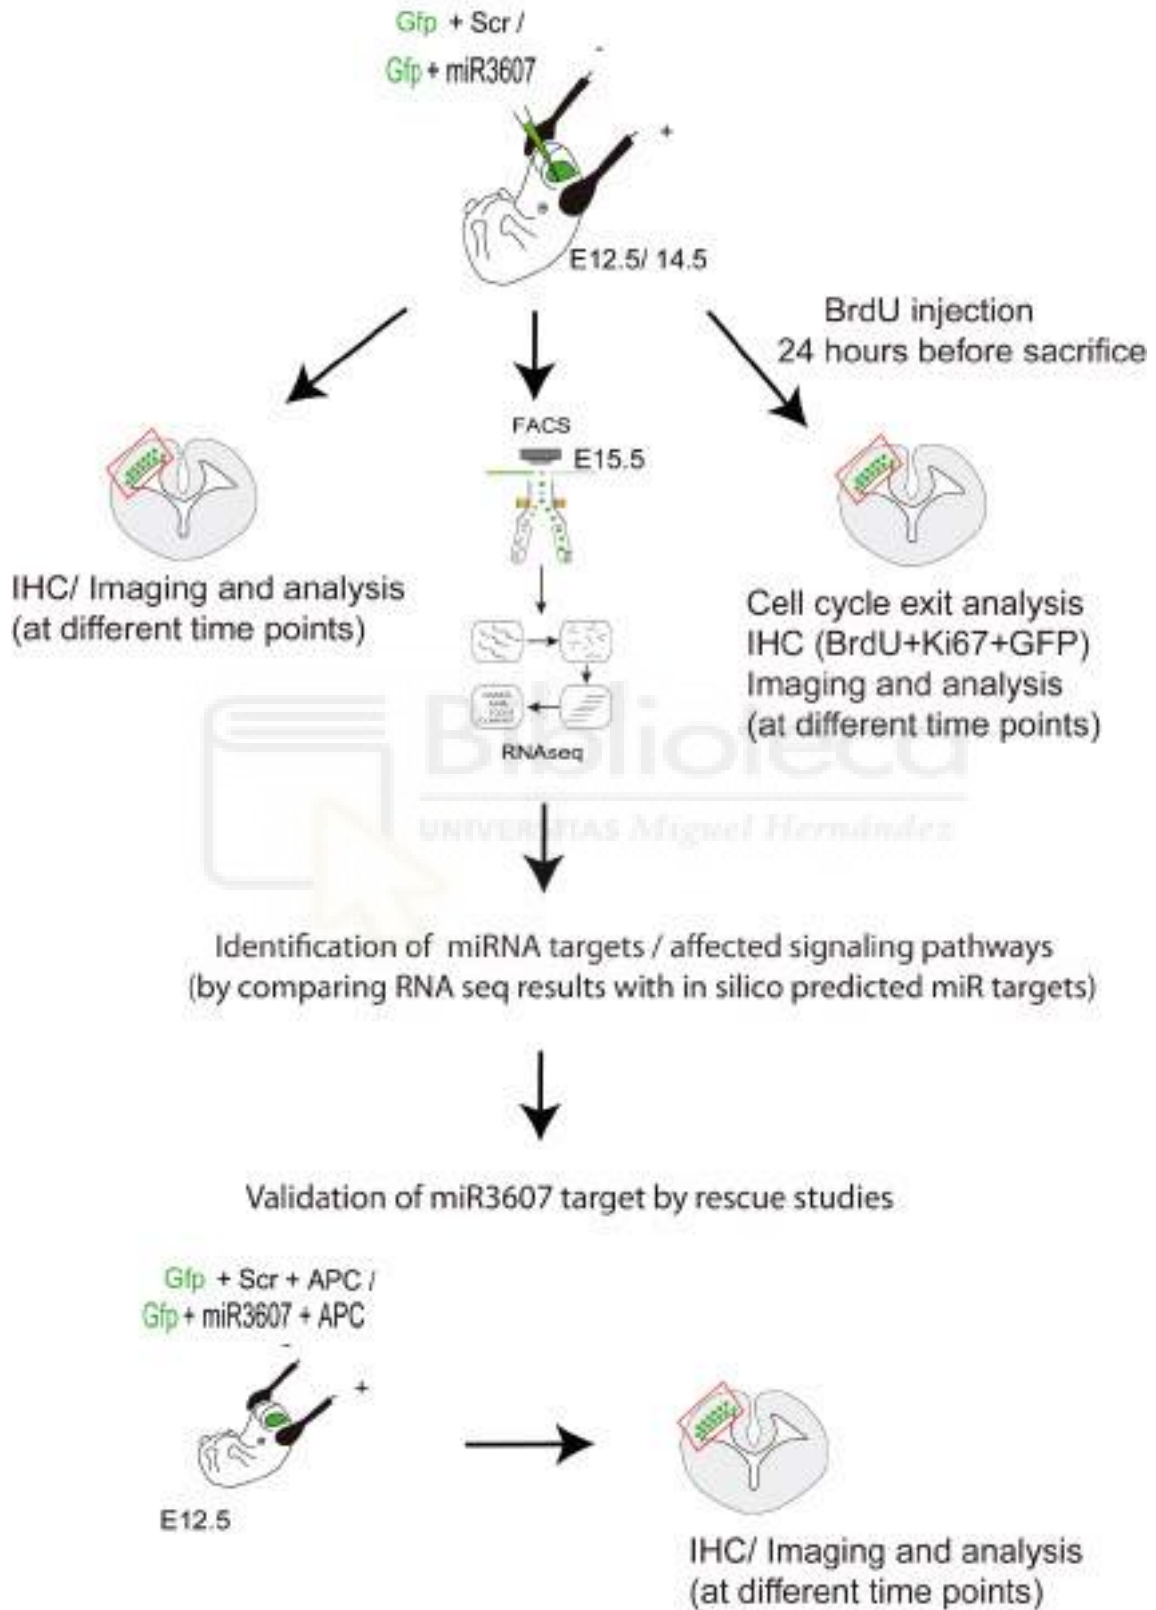 Gfp + Scr /
Gfp + miR3607
-
+
E12.5/ 14.5
BrdU injection
24 hours before sacrifice
FACS
E15.5
IHC/ Imaging and analysis
(at different time points)
Cell cycle exit analysis
IHC (BrdU+Ki67+GFP)
Imaging and analysis
(at different time points)
RNAseq
Biblioteca
UNIVERSITAS Miguel Hernández
Identification of miRNA targets / affected signaling pathways
(by comparing RNA seq results with in silico predicted miR targets)
Validation of miR3607 target by rescue studies
Gfp + Scr + APC /
Gfp + miR3607 + APC
-
+
E12.5
IHC/ Imaging and analysis
(at different time points)